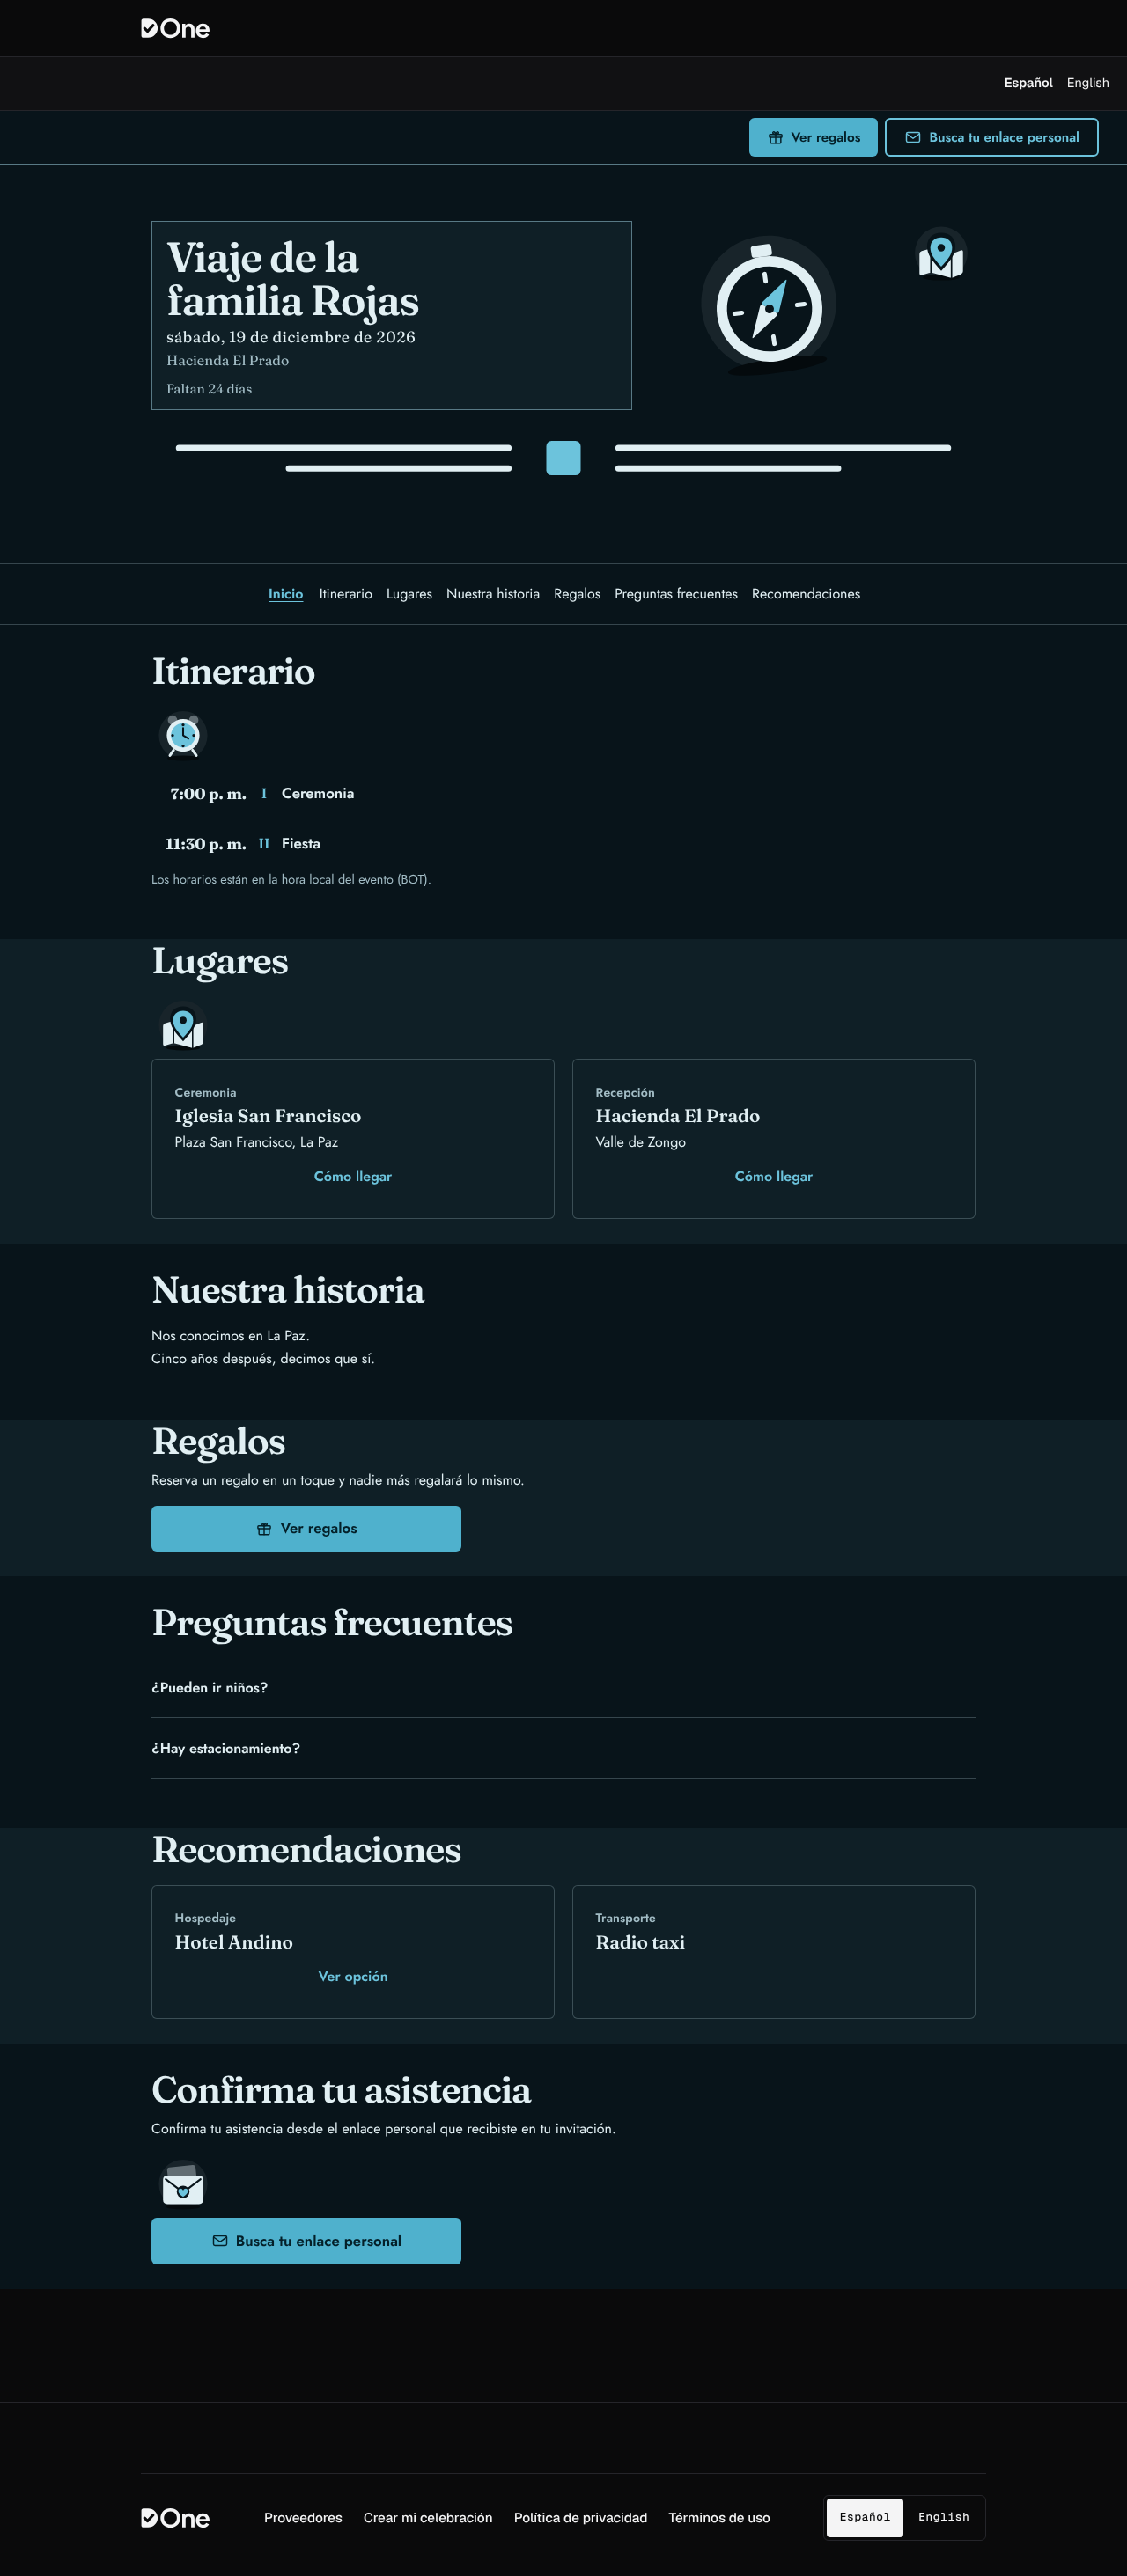 DOne
Español English
Ver regalos Busca tu enlace personal
Viaje de la
familia Rojas
sábado, 19 de diciembre de 2026
Hacienda El Prado
Faltan 24 días
Inicio Itinerario Lugares Nuestra historia Regalos Preguntas frecuentes Recomendaciones
Itinerario
7:00 p. m. I Ceremonia
11:30 p. m. II Fiesta
Los horarios están en la hora local del evento (BOT).
Lugares
Ceremonia
Iglesia San Francisco
Plaza San Francisco, La Paz
Cómo llegar
Recepción
Hacienda El Prado
Valle de Zongo
Cómo llegar
Nuestra historia
Nos conocimos en La Paz.
Cinco años después, decimos que sí.
Regalos
Reserva un regalo en un toque y nadie más regalará lo mismo.
Ver regalos
Preguntas frecuentes
¿Pueden ir niños?
¿Hay estacionamiento?
Recomendaciones
Hospedaje
Hotel Andino
Ver opción
Transporte
Radio taxi
Confirma tu asistencia
Confirma tu asistencia desde el enlace personal que recibiste en tu invitación.
Busca tu enlace personal
DOne Proveedores Crear mi celebración Política de privacidad Términos de uso Español English